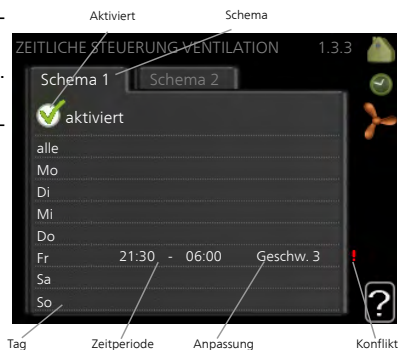 Aktiviert Schema
ZEITLICHE STEUERUNG VENTILATION 1.3.3
Schema 1 Schema 2
aktiviert
alle
Mo
Di
Mi
Do
Fr 21:30 - 06:00 Geschw. 3 !
Sa
So
?
Tag Zeitperiode Anpassung Konflikt